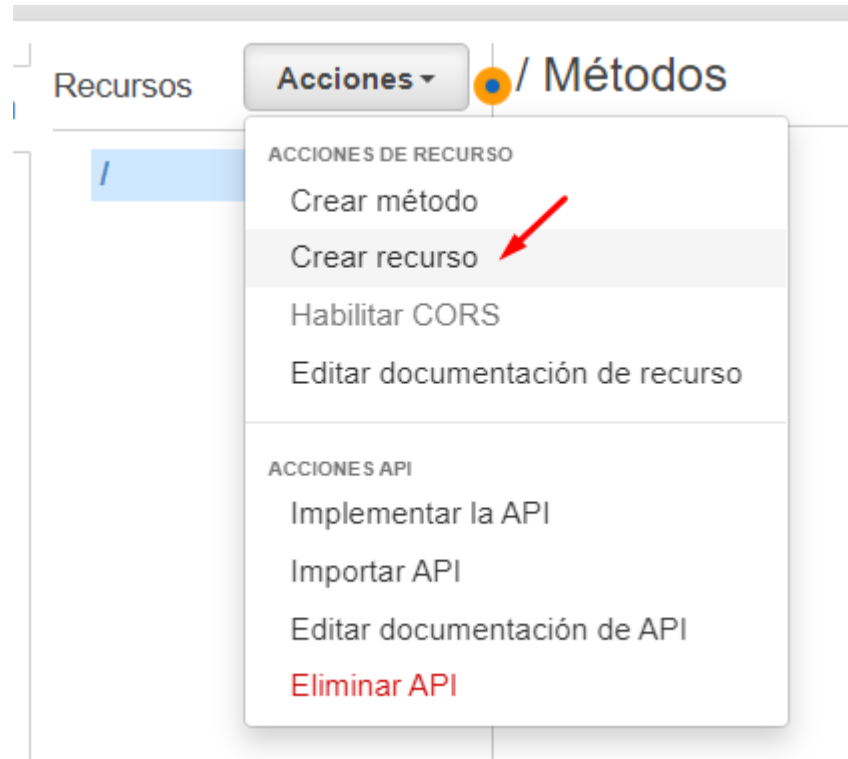 Recursos
Acciones
/ Métodos
/
ACCIONES DE RECURSO
Crear método
Crear recurso
Habilitar CORS
Editar documentación de recurso
ACCIONES API
Implementar la API
Importar API
Editar documentación de API
Eliminar API